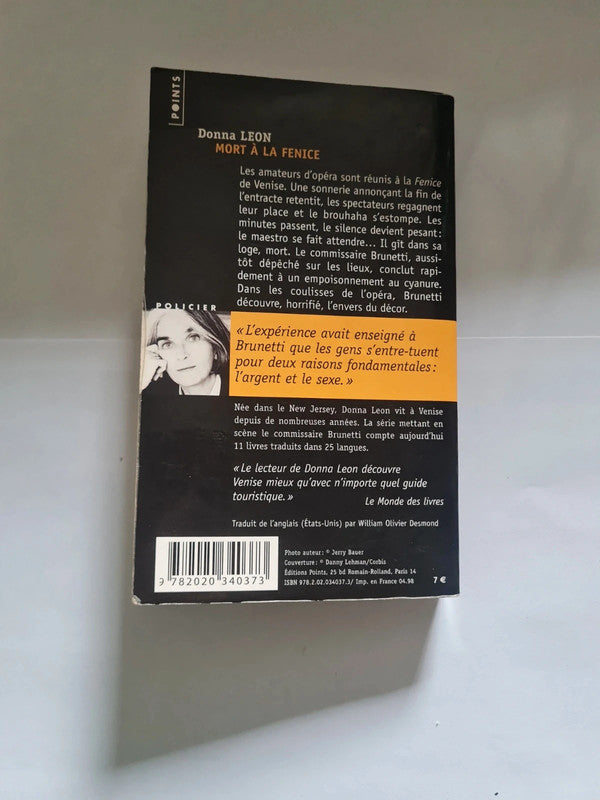 POINTS
Donna LEON
MORT À LA FENICE
Les amateurs d'opéra sont réunis à la Fenice
de Venise. Une sonnerie annonçant la fin de
l'entracte retentit, les spectateurs regagnent
leur place et le brouhaha s'estompe. Les
minutes passent, le silence devient pesant :
le maestro se fait attendre... Il gît dans sa
loge, mort. Le commissaire Brunetti, aussi-
tôt dépêché sur les lieux, conclut rapi-
dement à un empoisonnement au cyanure.
Dans les coulisses de l'opéra, Brunetti
découvre, horrifié, l'envers du décor.
POLICIER
« L'expérience avait enseigné à
Brunetti que les gens s'entre-tuent
pour deux raisons fondamentales :
l'argent et le sexe. »
Née dans le New Jersey, Donna Leon vit à Venise
depuis de nombreuses années. La série mettant en
scène le commissaire Brunetti compte aujourd'hui
11 livres traduits dans 25 langues.
« Le lecteur de Donna Leon découvre
Venise mieux qu'avec n'importe quel guide
touristique. »
Le Monde des livres
Traduit de l'anglais (États-Unis) par William Olivier Desmond
Photo auteur : © Jerry Bauer
Couverture : © Danny Lehman/Corbis
Éditions Points, 25 bd Romain-Rolland, Paris 14
ISBN 978.2.02.034037.3/ Imp. en France 04.98
7 €
9 782020 340373